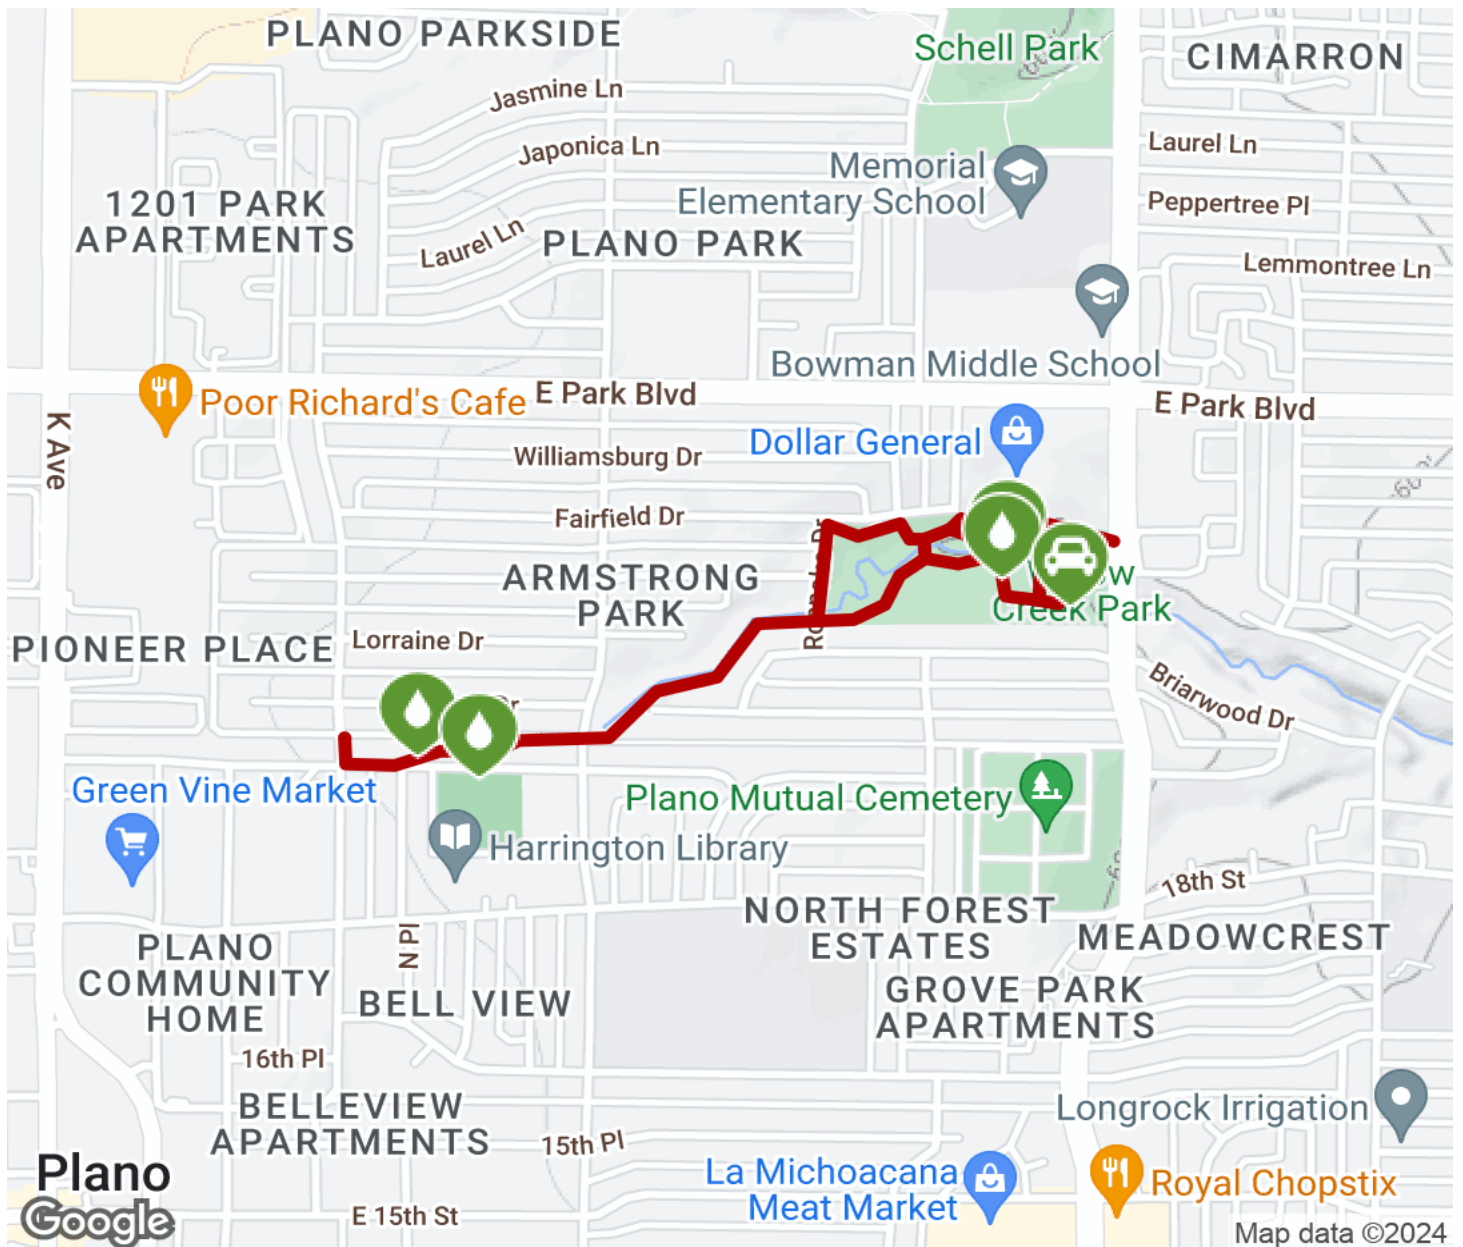 PLANO PARKSIDE
Schell Park
CIMARRON
Jasmine Ln
Japonica Ln
Laurel Ln
Memorial
Elementary School
1201 PARK
APARTMENTS
Peppertree Pl
Laurel Ln
PLANO PARK
Lemmontree Ln
Bowman Middle School
Poor Richard's Cafe
E Park Blvd
E Park Blvd
K Ave
Dollar General
Williamsburg Dr
Fairfield Dr
ARMSTRONG
PARK
Creek Park
PIONEER PLACE
Lorraine Dr
Briarwood Dr
Green Vine Market
Plano Mutual Cemetery
Harrington Library
18th St
NORTH FOREST
ESTATES
MEADOWCREST
N Pl
PLANO
COMMUNITY
HOME
BELL VIEW
GROVE PARK
APARTMENTS
16th Pl
BELLEVIEW
APARTMENTS
Longrock Irrigation
15th Pl
La Michoacana
Meat Market
Royal Chopstix
Plano
Google
E 15th St
Map data ©2024